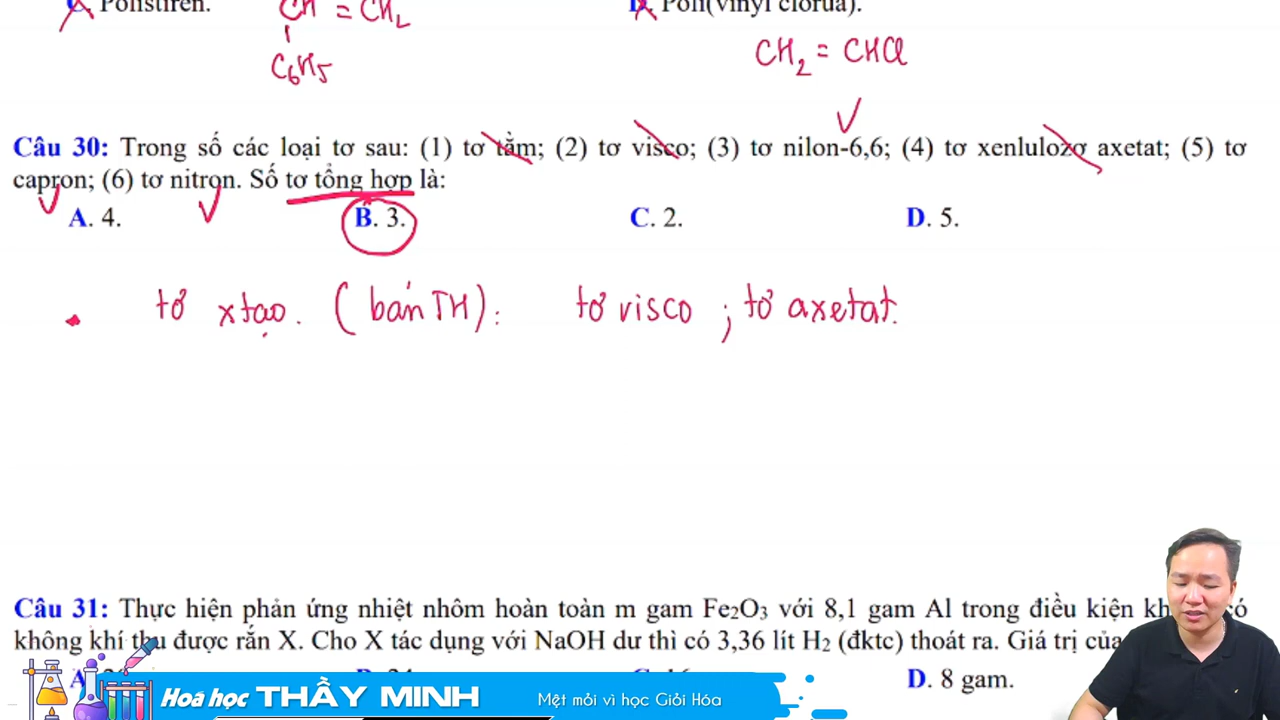 C. Polistiren.
CH = CH2
C6H5
D. Poli(vinyl clorua).
CH2 = CHCl
Câu 30: Trong số các loại tơ sau: (1) tơ tằm; (2) tơ visco; (3) tơ nilon-6,6; (4) tơ xenlulozơ axetat; (5) tơ
capron; (6) tơ nitron. Số tơ tổng hợp là:
A. 4. B. 3. C. 2. D. 5.
tơ x tạo. (bán TH): tơ visco ; tơ axetat.
Câu 31: Thực hiện phản ứng nhiệt nhôm hoàn toàn m gam Fe2O3 với 8,1 gam Al trong điều kiện có
không khí thu được rắn X. Cho X tác dụng với NaOH dư thì có 3,36 lít H2 (đktc) thoát ra. Giá trị của
D. 8 gam.
Hoá học THẦY MINH Mệt mỏi vì học Giỏi Hóa